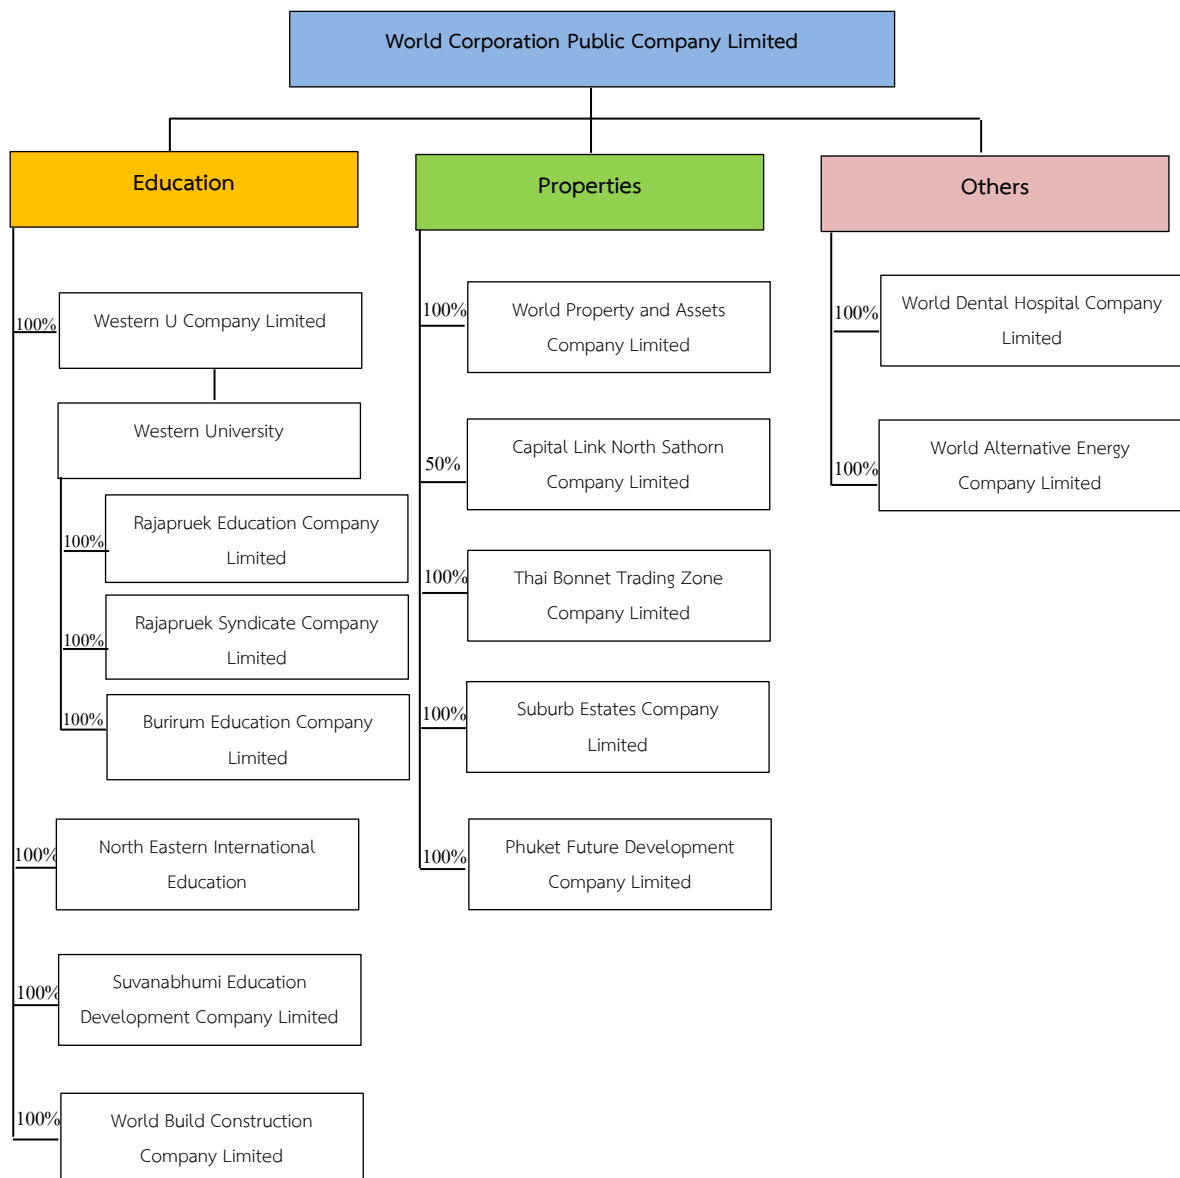 World Corporation Public Company Limited
Education
100%
Western U Company Limited
Western University
100%
Rajapruek Education Company
Limited
100%
Rajapruek Syndicate Company
Limited
100%
Burirum Education Company
Limited
100%
North Eastern International
Education
100%
Suvanabhumi Education
Development Company Limited
100%
World Build Construction
Company Limited
Properties
100%
World Property and Assets
Company Limited
50%
Capital Link North Sathorn
Company Limited
100%
Thai Bonnet Trading Zone
Company Limited
100%
Suburb Estates Company
Limited
100%
Phuket Future Development
Company Limited
Others
100%
World Dental Hospital Company
Limited
100%
World Alternative Energy
Company Limited